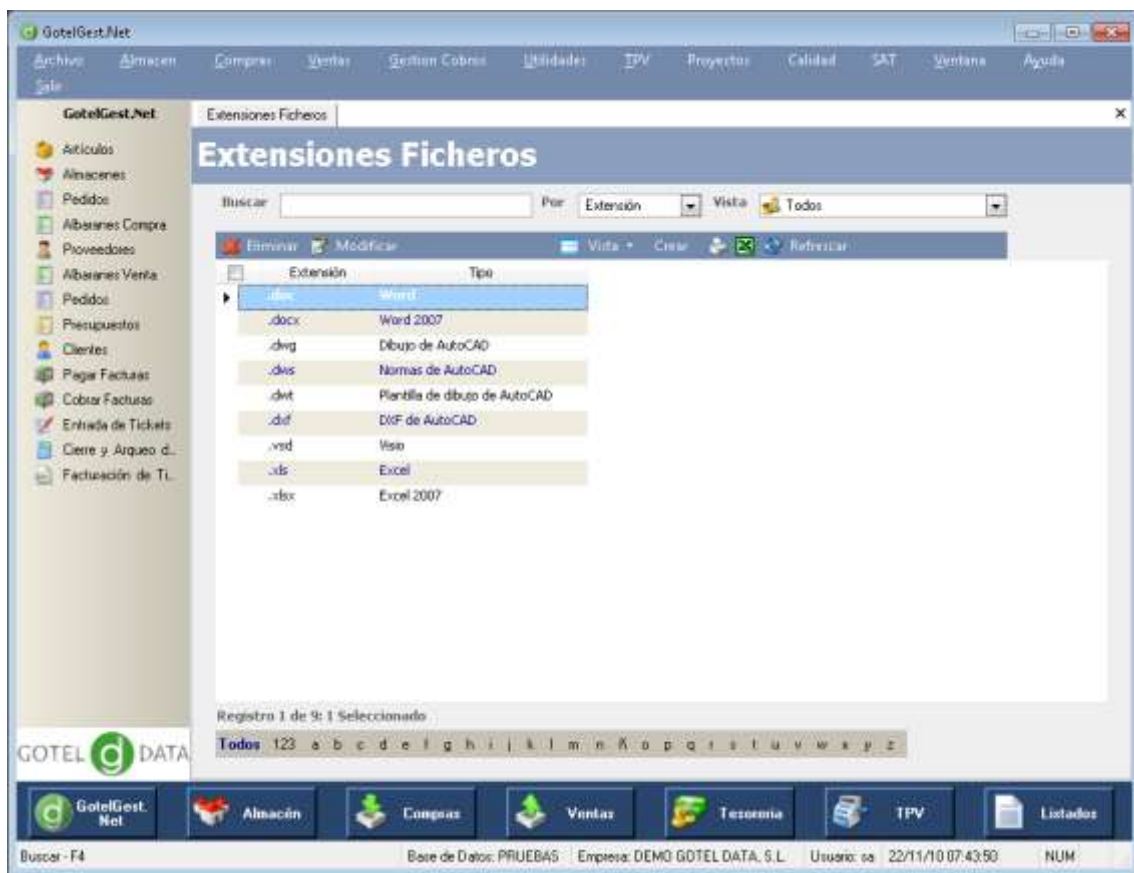 GotelGest.Net
Archivo Almacen Compras Ventas Gestion Cobros Utilidades TPV Proyectos Calidad SAT Ventana Ayuda
Salir
GotelGest.Net
Extensiones Ficheros
Artículos
Almacenes
Pedidos
Albaranes Compra
Proveedores
Albaranes Venta
Pedidos
Presupuestos
Clientes
Pagar Facturas
Cobrar Facturas
Entrada de Tickets
Cierre y Arqueo d...
Facturación de Ti...
Extensiones Ficheros
Buscar Por Extensión Vista Todos
Eliminar Modificar Vista Crear Refrescar
Extensión Tipo
.doc Word
.docx Word 2007
.dwg Dibujo de AutoCAD
.dws Normas de AutoCAD
.dwt Plantilla de dibujo de AutoCAD
.dxf DXF de AutoCAD
.vsd Visio
.xls Excel
.xlsx Excel 2007
Registro 1 de 9: 1 Seleccionado
Todos 123 a b c d e f g h i j k l m n ñ o p q r s t u v w x y z
GOTEL d DATA
GotelGest.
Net
Almacén Compras Ventas Tesoreria TPV Listados
Buscar - F4 Base de Datos: PRUEBAS Empresa: DEMO GOTEL DATA, S.L. Usuario: sa 22/11/10 07:43:50 NUM